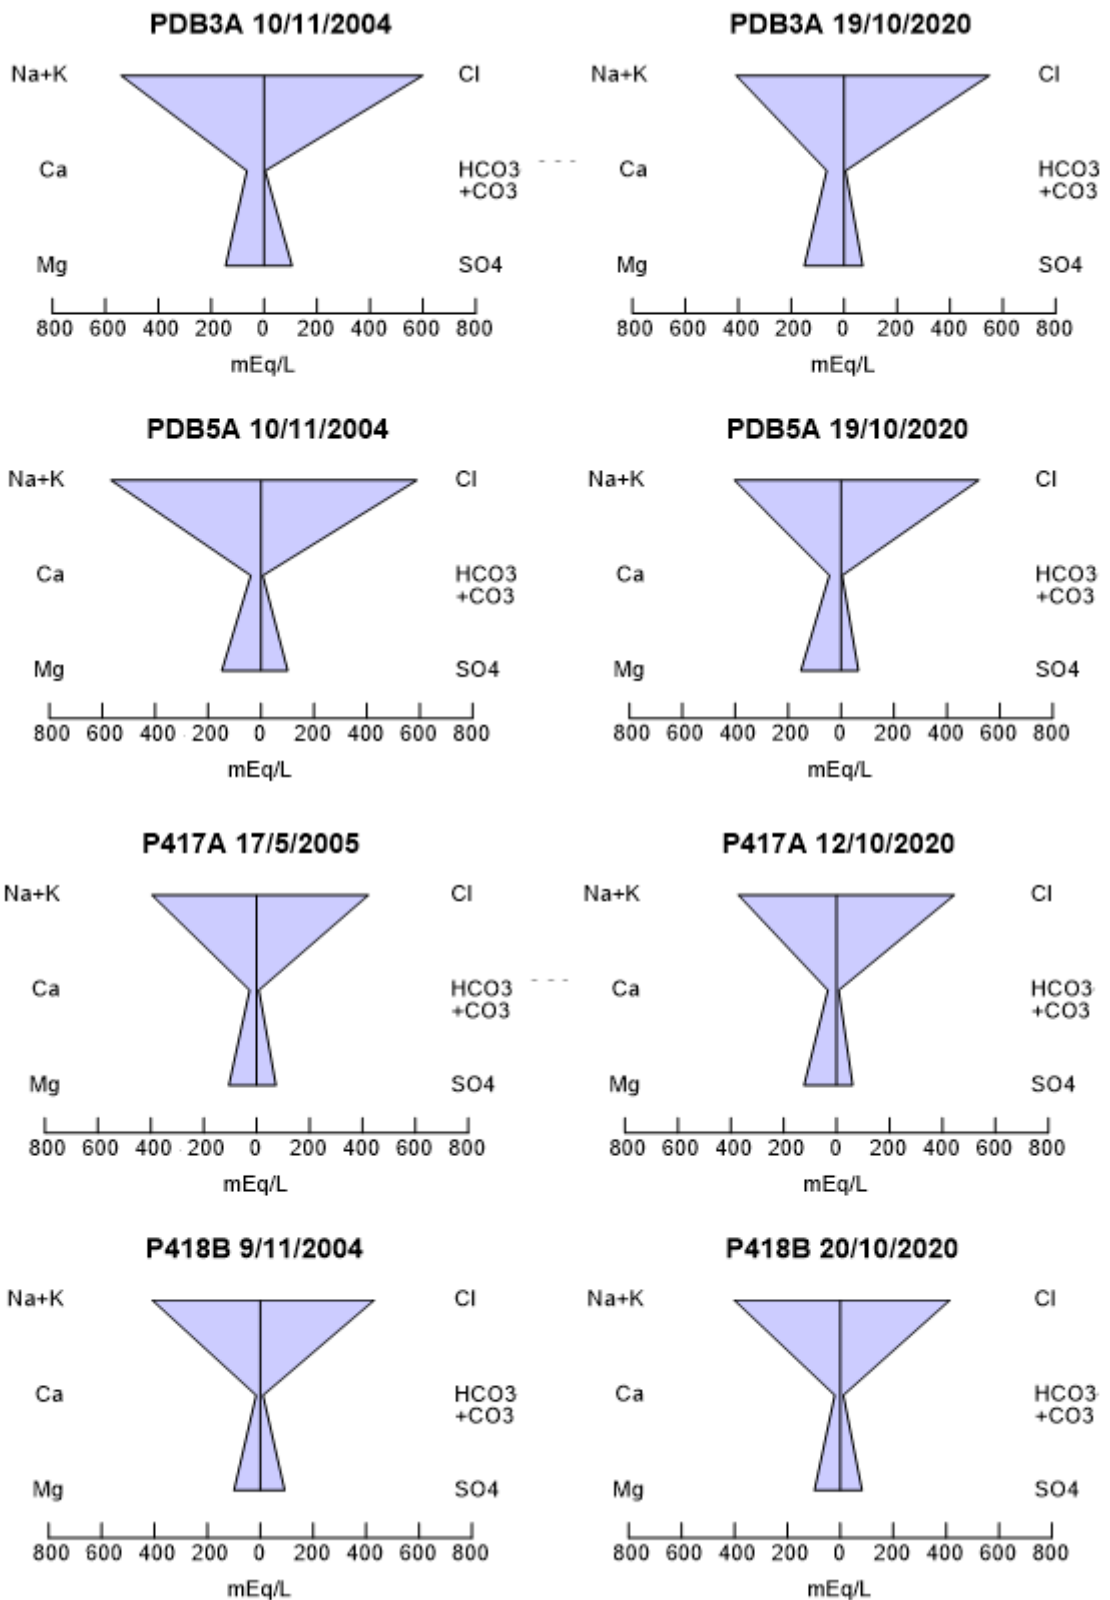 PDB3A 10/11/2004
Na+K Cl
Ca HCO3
+CO3
Mg SO4
800 600 400 200 0 200 400 600 800
mEq/L
PDB3A 19/10/2020
Na+K Cl
Ca HCO3
+CO3
Mg SO4
800 600 400 200 0 200 400 600 800
mEq/L
PDB5A 10/11/2004
Na+K Cl
Ca HCO3
+CO3
Mg SO4
800 600 400 200 0 200 400 600 800
mEq/L
PDB5A 19/10/2020
Na+K Cl
Ca HCO3
+CO3
Mg SO4
800 600 400 200 0 200 400 600 800
mEq/L
P417A 17/5/2005
Na+K Cl
Ca HCO3
+CO3
Mg SO4
800 600 400 200 0 200 400 600 800
mEq/L
P417A 12/10/2020
Na+K Cl
Ca HCO3
+CO3
Mg SO4
800 600 400 200 0 200 400 600 800
mEq/L
P418B 9/11/2004
Na+K Cl
Ca HCO3
+CO3
Mg SO4
800 600 400 200 0 200 400 600 800
mEq/L
P418B 20/10/2020
Na+K Cl
Ca HCO3
+CO3
Mg SO4
800 600 400 200 0 200 400 600 800
mEq/L